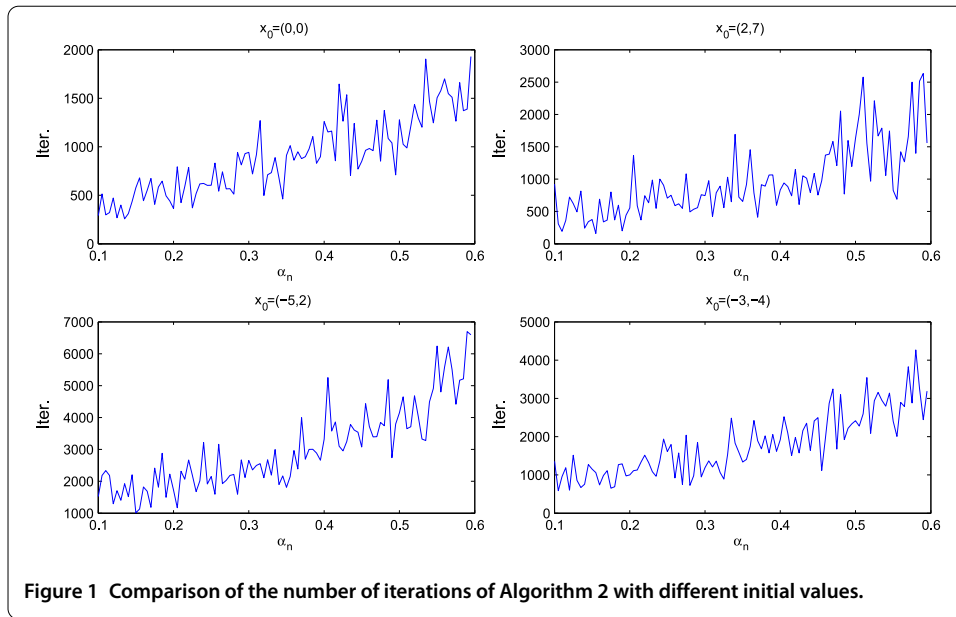 x0=(0,0)
2000
1500
1000
500
0
Iter.
0.1 0.2 0.3 0.4 0.5 0.6
αn
x0=(2,7)
3000
2500
2000
1500
1000
500
0
Iter.
0.1 0.2 0.3 0.4 0.5 0.6
αn
x0=(−5,2)
7000
6000
5000
4000
3000
2000
1000
Iter.
0.1 0.2 0.3 0.4 0.5 0.6
αn
x0=(−3,−4)
5000
4000
3000
2000
1000
0
Iter.
0.1 0.2 0.3 0.4 0.5 0.6
αn
Figure 1 Comparison of the number of iterations of Algorithm 2 with different initial values.